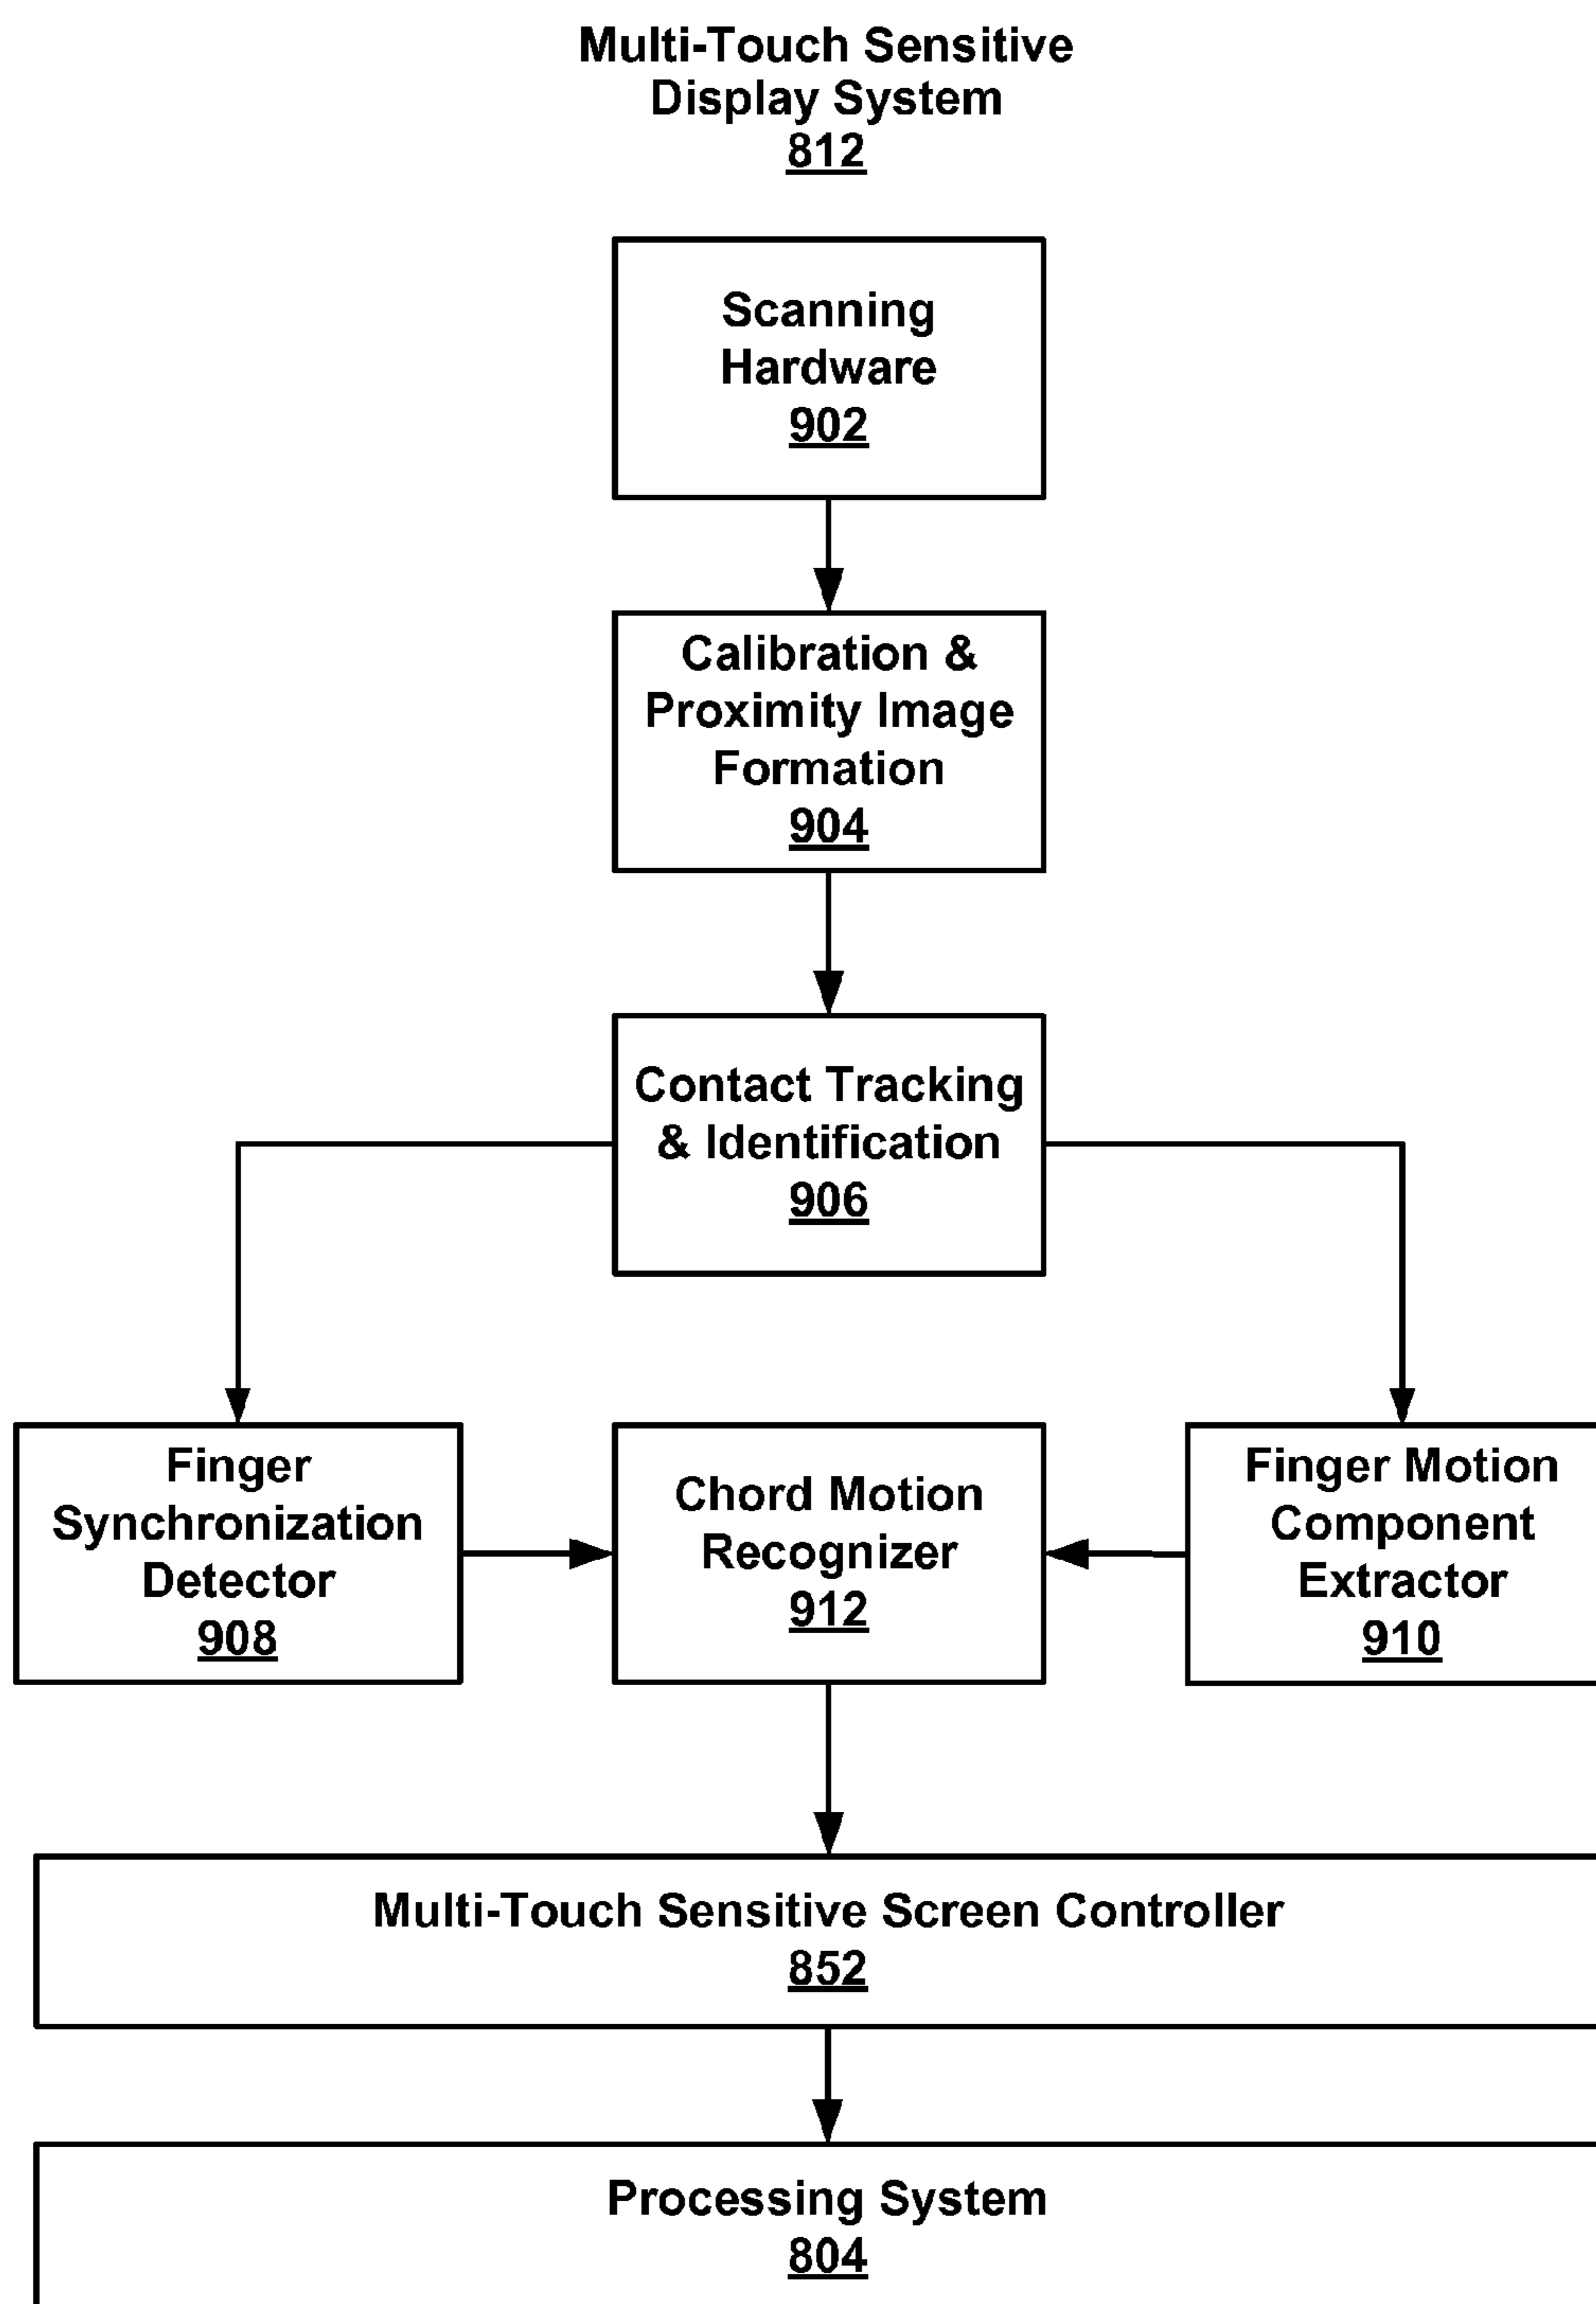 Multi-Touch Sensitive
Display System
812
Scanning
Hardware
902
Calibration &
Proximity Image
Formation
904
Contact Tracking
& Identification
906
Finger
Synchronization
Detector
908
Chord Motion
Recognizer
912
Finger Motion
Component
Extractor
910
Multi-Touch Sensitive Screen Controller
852
Processing System
804